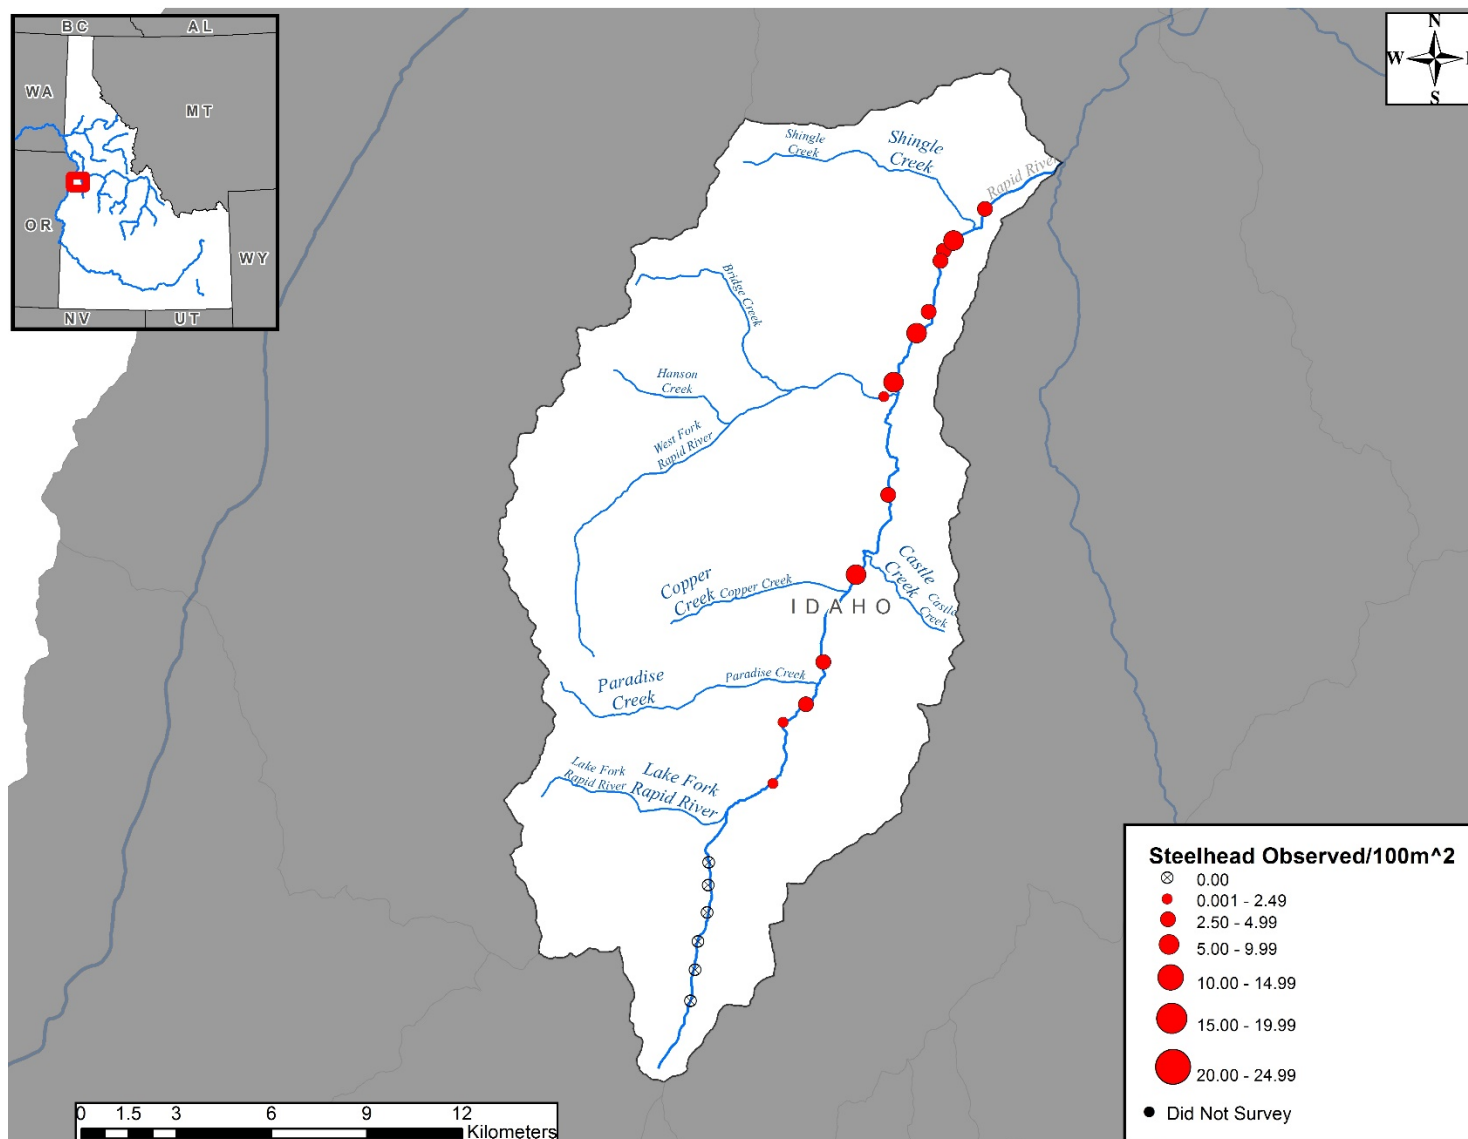 BC
AL
WA
MT
OR
WY
NV
UT
N
W
S
Shingle
Creek
Shingle
Creek
Rapid River
Bridge Creek
Hanson
Creek
West Fork
Rapid River
Castle
Creek
Castle
Creek
Copper
Creek
Copper Creek
IDAHO
Paradise
Creek
Paradise Creek
Lake Fork
Rapid River
Lake Fork
Rapid River
Steelhead Observed/100m^2
0.00
0.001 - 2.49
2.50 - 4.99
5.00 - 9.99
10.00 - 14.99
15.00 - 19.99
20.00 - 24.99
Did Not Survey
0 1.5 3 6 9 12
Kilometers